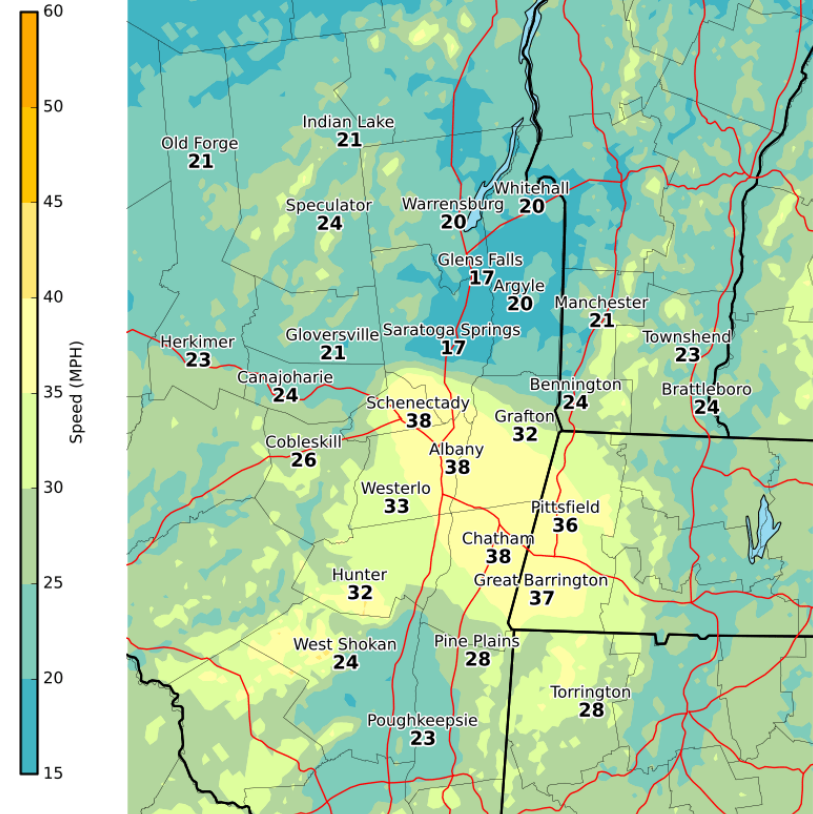 60
50
45
40
35
30
25
20
15
Speed (MPH)
Indian Lake
21
Old Forge
21
Whitehall
20
Speculator
24
Warrensburg
20
Glens Falls
17
Argyle
20
Manchester
21
Saratoga Springs
17
Gloversville
21
Herkimer
23
Townshend
23
Canajoharie
24
Bennington
24
Brattleboro
24
Schenectady
38
Grafton
32
Cobleskill
26
Albany
38
Westerlo
33
Pittsfield
36
Chatham
38
Hunter
32
Great Barrington
37
West Shokan
24
Pine Plains
28
Torrington
28
Poughkeepsie
23